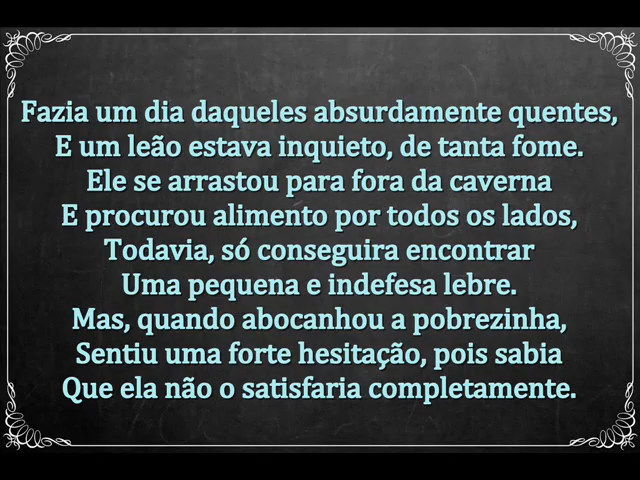 Fazia um dia daqueles absurdamente quentes,
E um leão estava inquieto, de tanta fome.
Ele se arrastou para fora da caverna
E procurou alimento por todos os lados,
Todavia, só conseguira encontrar
Uma pequena e indefesa lebre.
Mas, quando abocanhou a pobrezinha,
Sentiu uma forte hesitação, pois sabia
Que ela não o satisfaria completamente.